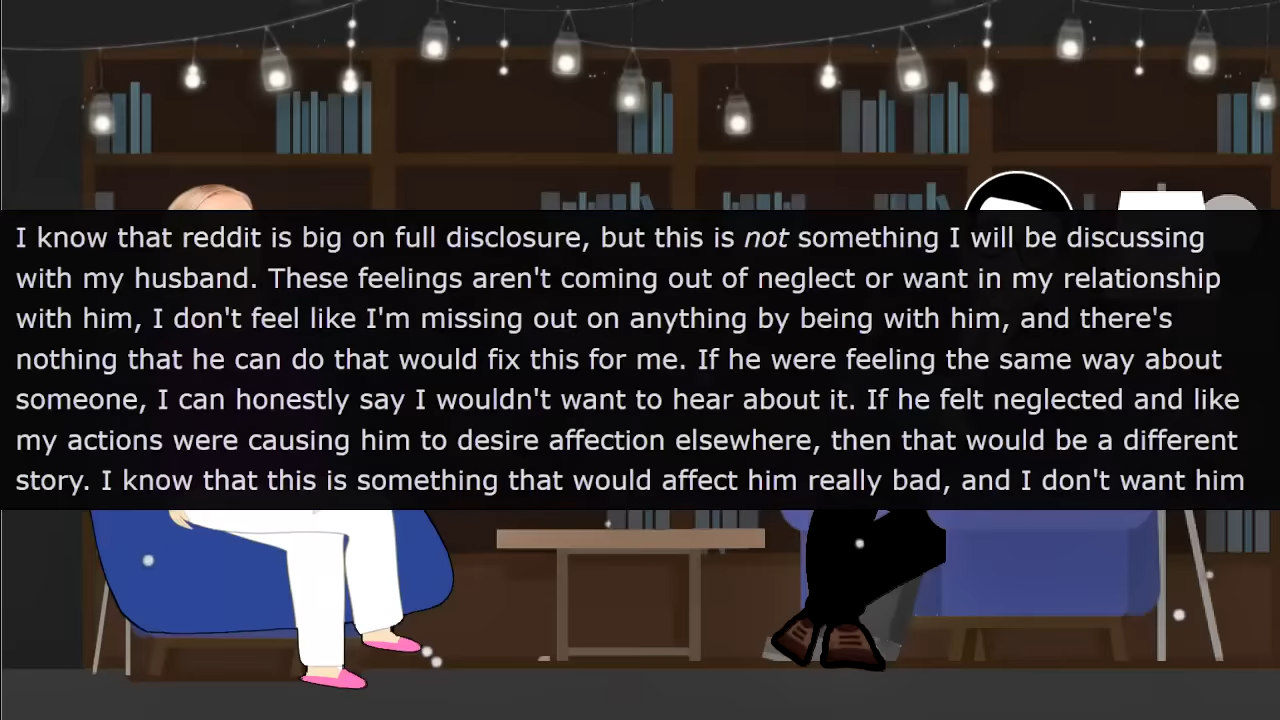 I know that reddit is big on full disclosure, but this is not something I will be discussing
with my husband. These feelings aren't coming out of neglect or want in my relationship
with him, I don't feel like I'm missing out on anything by being with him, and there's
nothing that he can do that would fix this for me. If he were feeling the same way about
someone, I can honestly say I wouldn't want to hear about it. If he felt neglected and like
my actions were causing him to desire affection elsewhere, then that would be a different
story. I know that this is something that would affect him really bad, and I don't want him